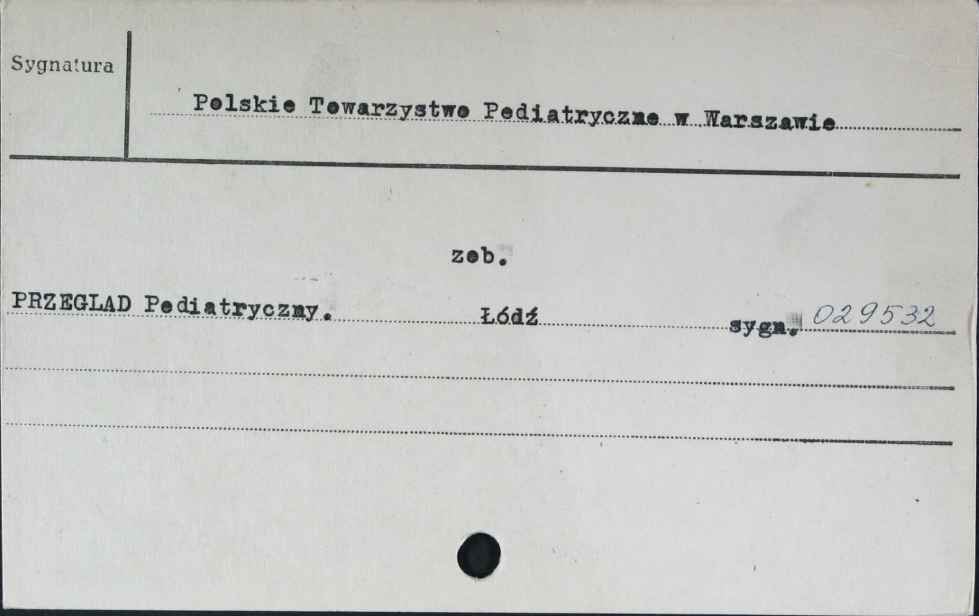 Sygnatura
Polskie Towarzystwo Pediatryczne w Warszawie
zob.
PRZEGLAD Pediatryczny. Łódź sygn. 029532